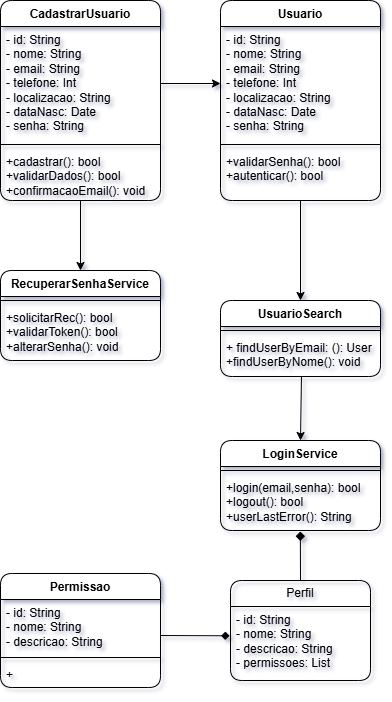 CadastrarUsuario
- id: String
- nome: String
- email: String
- telefone: Int
- localizacao: String
- dataNasc: Date
- senha: String
+cadastrar(): bool
+validarDados(): bool
+confirmacaoEmail(): void
Usuario
- id: String
- nome: String
- email: String
- telefone: Int
- localizacao: String
- dataNasc: Date
- senha: String
+validarSenha(): bool
+autenticar(): bool
RecuperarSenhaService
+solicitarRec(): bool
+validarToken(): bool
+alterarSenha(): void
UsuarioSearch
+ findUserByEmail: (): User
+findUserByNome(): void
LoginService
+login(email,senha): bool
+logout(): bool
+userLastError(): String
Permissao
- id: String
- nome: String
- descricao: String
+
Perfil
- id: String
- nome: String
- descricao: String
- permissoes: List